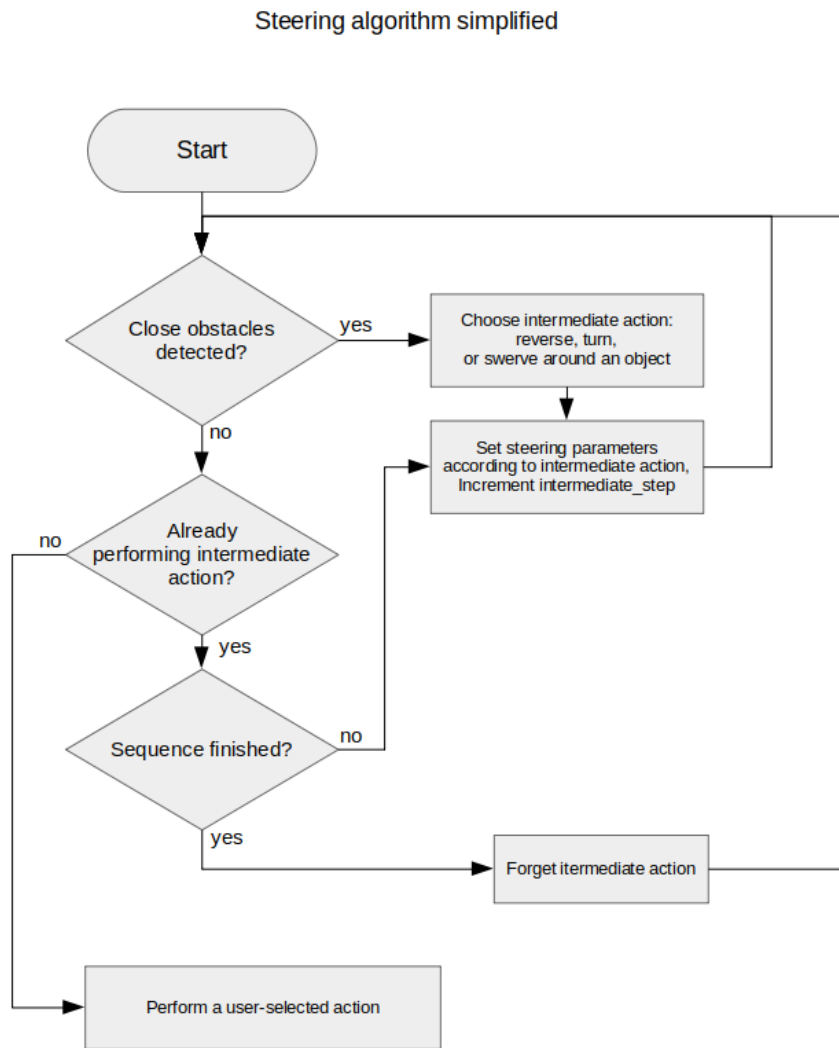 Steering algorithm simplified
Start
Close obstacles
detected?
yes
Choose intermediate action:
reverse, turn,
or swerve around an object
no
Set steering parameters
according to intermediate action,
Increment intermediate_step
Already
performing intermediate
action?
no
yes
Sequence finished?
no
yes
Forget itermediate action
Perform a user-selected action